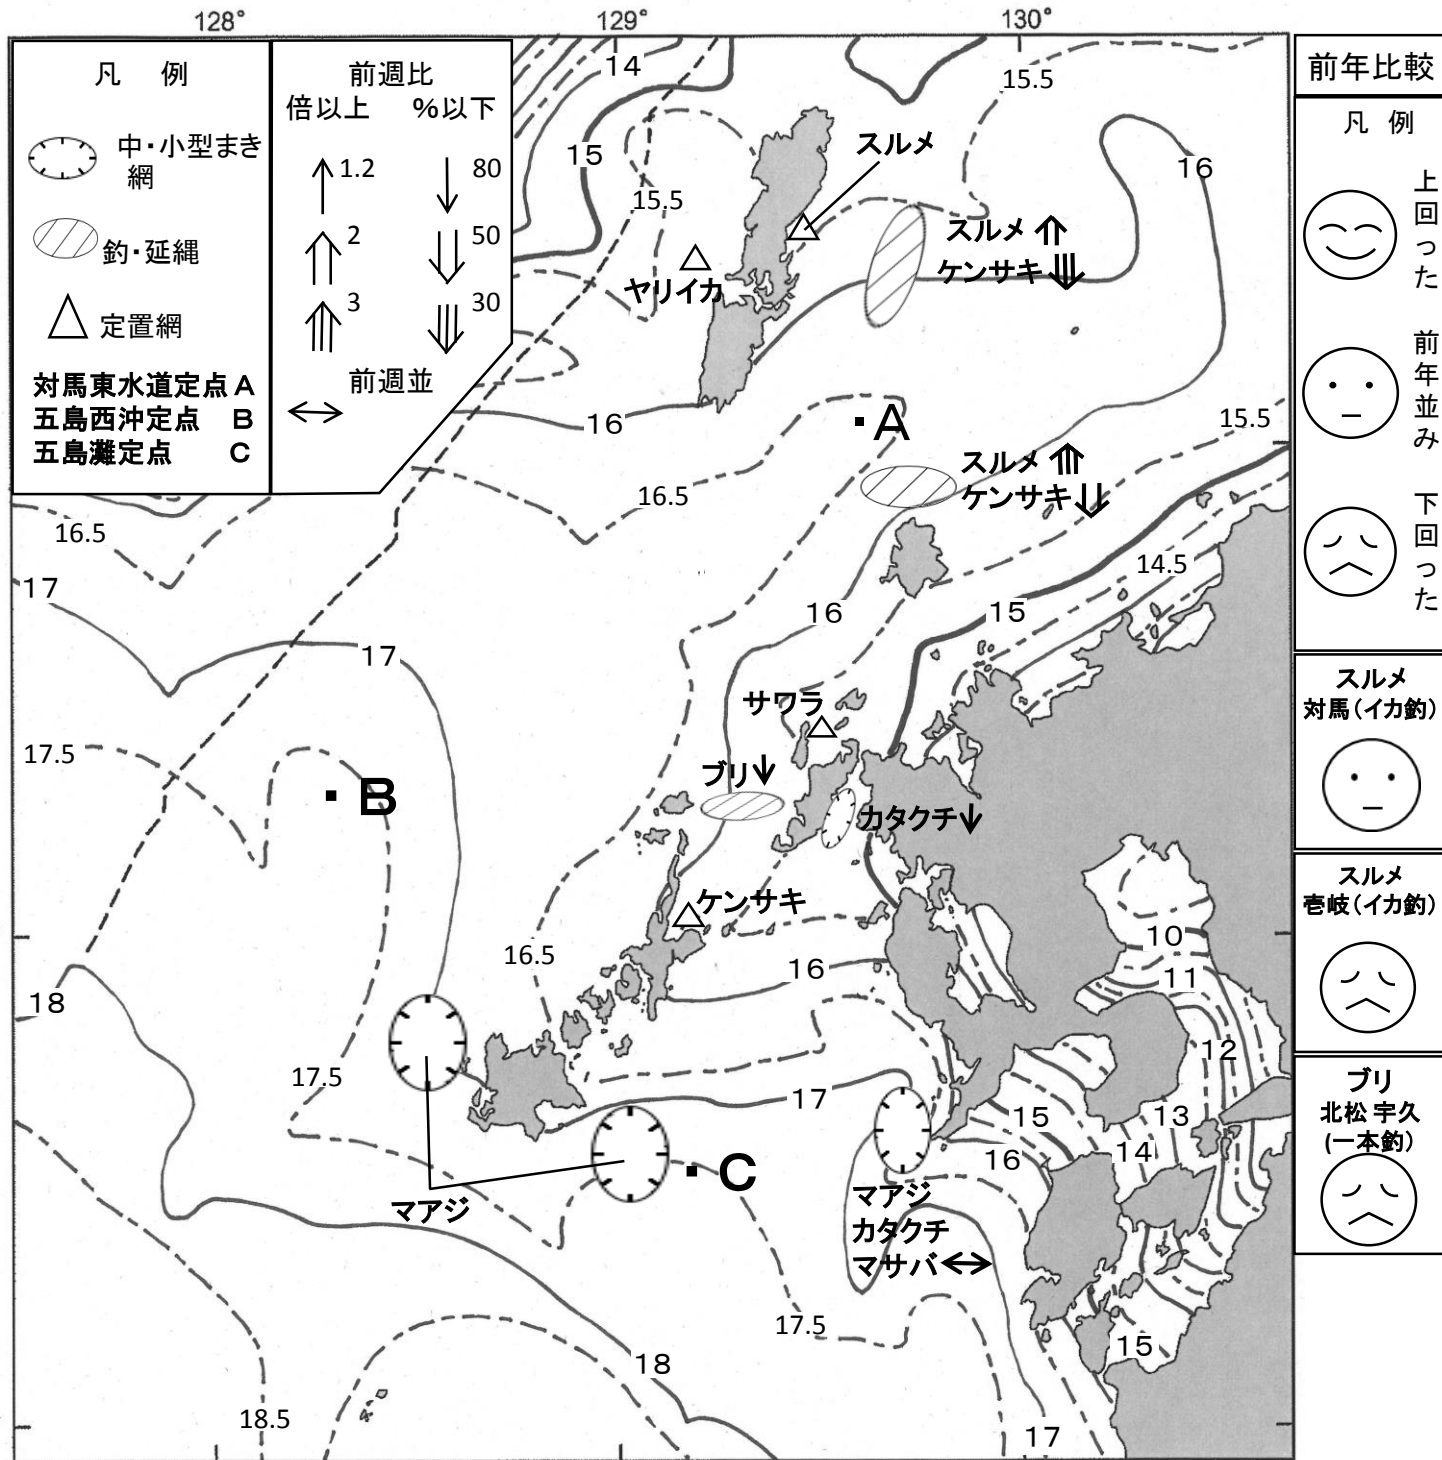 128°
129°
130°
凡 例
中・小型まき
網
釣・延縄
定置網
対馬東水道定点 A
五島西沖定点 B
五島灘定点 C
前週比
倍以上 %以下
1.2 80
2 50
3 30
前週並
前年比較
凡 例
上回った
前年並み
下回った
スルメ
対馬(イカ釣)
スルメ
壱岐(イカ釣)
ブリ
北松 宇久
(一本釣)
14
15.5
15
スルメ
16
15.5
スルメ
ケンサキ
ヤリイカ
16
A
15.5
スルメ
ケンサキ
16.5
16.5
14.5
17
16
15
17
サワラ
17.5
ブリ
B
カタクチ
ケンサキ
10
16.5
16
11
18
12
17.5
17
15
13
16
14
C
マアジ
マアジ
カタクチ
マサバ
17.5
15
18
18.5
17